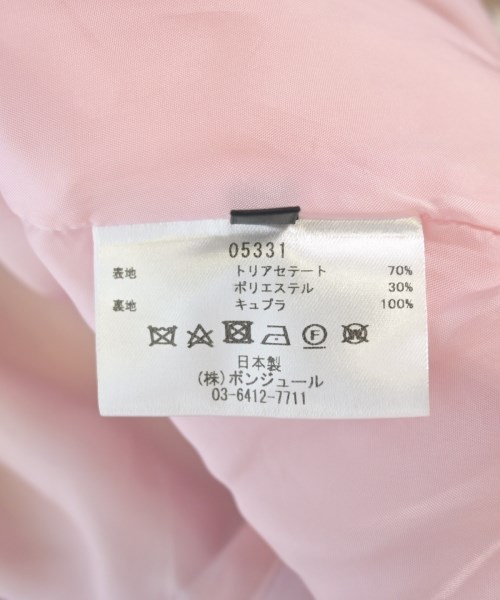 05331
表地 トリアセテート 70%
ポリエステル 30%
裏地 キュプラ 100%
F W
日本製
(株)ボンジュール
03-6412-7711